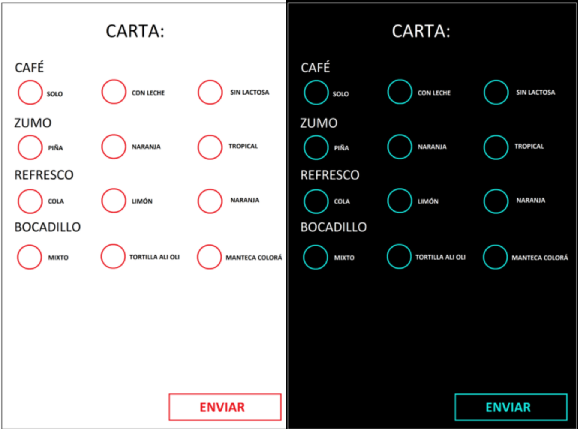 CARTA:
CAFÉ
SOLO CON LECHE SIN LACTOSA
ZUMO
PIÑA NARANJA TROPICAL
REFRESCO
COLA LIMÓN NARANJA
BOCADILLO
MIXTO TORTILLA ALI OLI MANTECA COLORÁ
ENVIAR
CARTA:
CAFÉ
SOLO CON LECHE SIN LACTOSA
ZUMO
PIÑA NARANJA TROPICAL
REFRESCO
COLA LIMÓN NARANJA
BOCADILLO
MIXTO TORTILLA ALI OLI MANTECA COLORÁ
ENVIAR